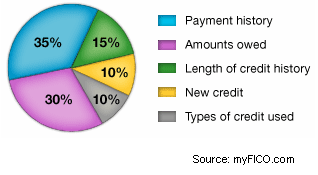 35%
15%
10%
10%
30%
Payment history
Amounts owed
Length of credit history
New credit
Types of credit used
Source: myFICO.com